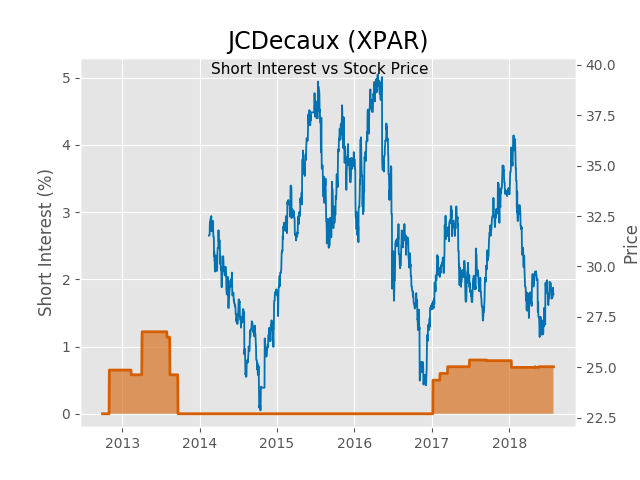 JCDecaux (XPAR)
Short Interest vs Stock Price
Short Interest (%)
5
4
3
2
1
0
40.0
37.5
35.0
32.5
30.0
27.5
25.0
22.5
Price
2013 2014 2015 2016 2017 2018